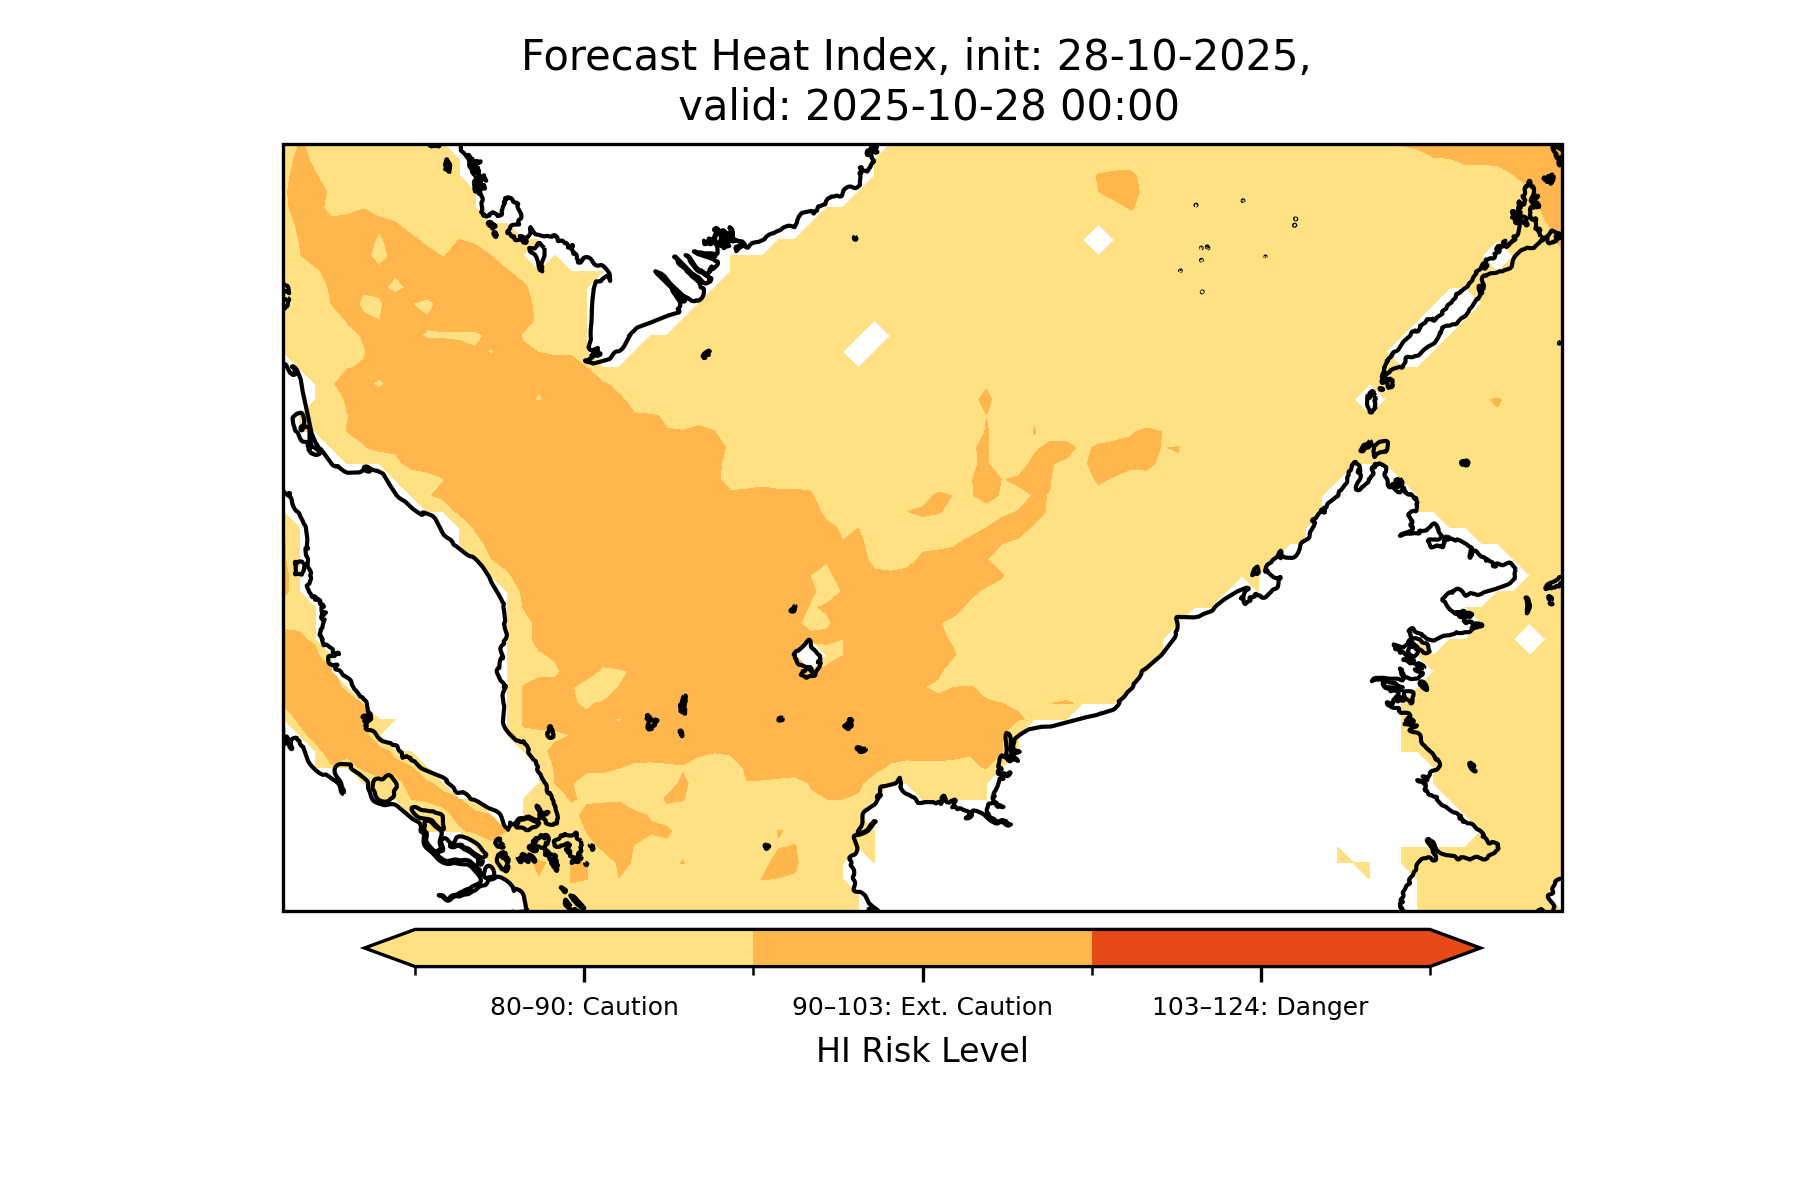 Forecast Heat Index, init: 28-10-2025,
valid: 2025-10-28 00:00
80–90: Caution
90–103: Ext. Caution
103–124: Danger
HI Risk Level